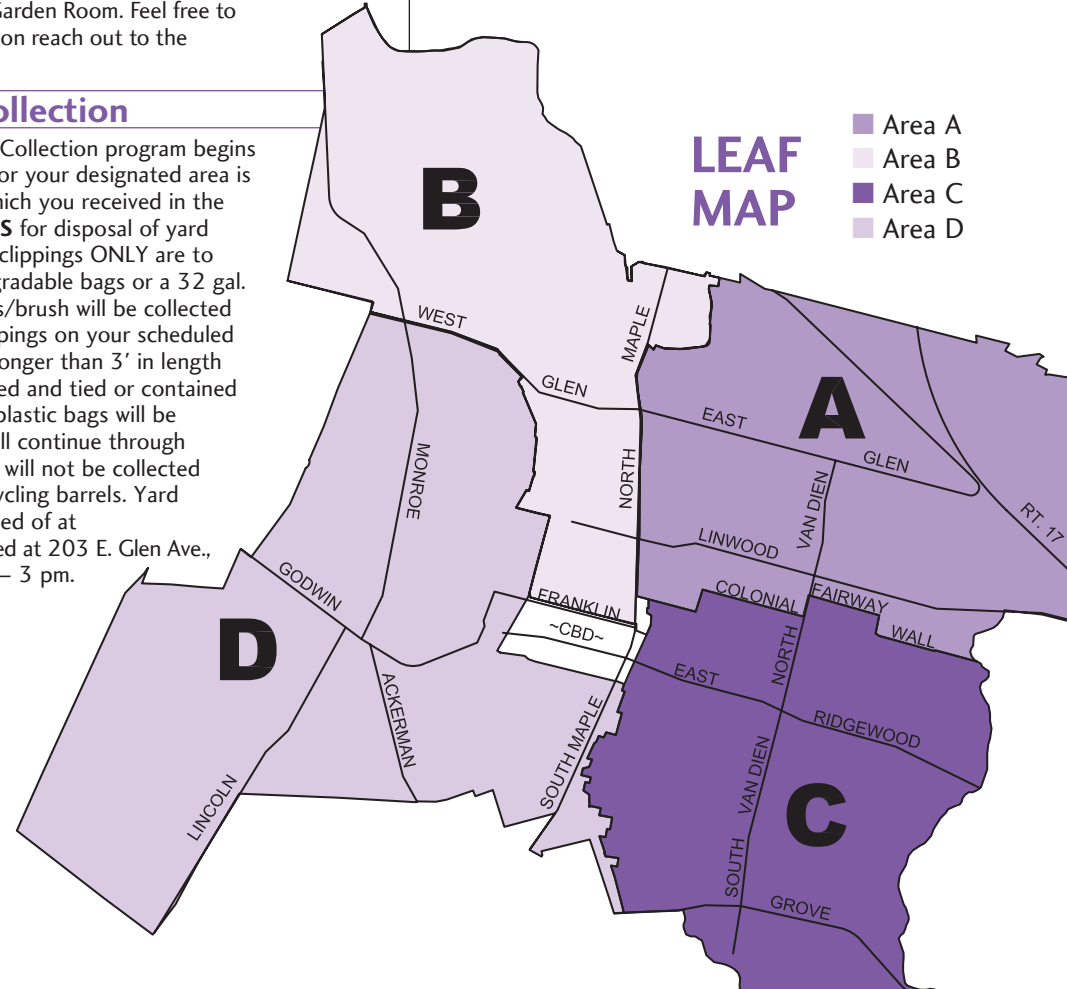 Garden Room. Feel free to
on reach out to the
ollection
Collection program begins
or your designated area is
hich you received in the
S for disposal of yard
clippings ONLY are to
gradable bags or a 32 gal.
s/brush will be collected
pings on your scheduled
onger than 3’ in length
ed and tied or contained
plastic bags will be
ll continue through
will not be collected
ycling barrels. Yard
ed of at
ed at 203 E. Glen Ave.,
– 3 pm.
LEAF
MAP
Area A
Area B
Area C
Area D
B
WEST
MAPLE
GLEN
A
EAST
GLEN
MONROE
NORTH
VAN DIEN
RT. 17
LINWOOD
GODWIN
COLONIAL
FAIRWAY
FRANKLIN
~CBD~
WALL
D
NORTH
EAST
ACKERMAN
SOUTH MAPLE
RIDGEWOOD
VAN DIEN
LINCOLN
C
SOUTH
GROVE